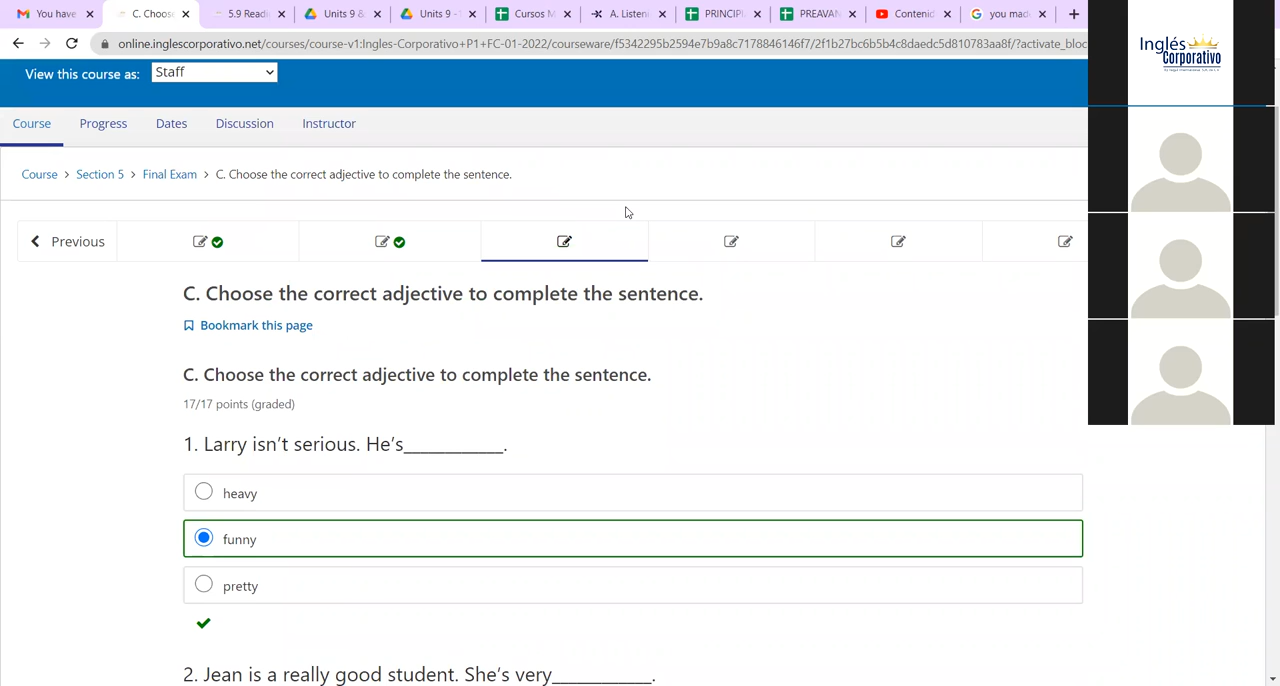 You have
C. Choose
5.9 Readi
Units 9 &
Units 9 -
Cursos M
A. Listen
PRINCIPI
PREAVAN
Contenid
you mad
online.inglescorporativo.net/courses/course-v1:Ingles-Corporativo+P1+FC-01-2022/courseware/f5342295b2594e7b9a8c7178846146f7/2f1b27bc6b5b4c8daedc5d810783aa8f/?activate_bloc
Inglés
Corporativo
View this course as: Staff
Course Progress Dates Discussion Instructor
Course > Section 5 > Final Exam > C. Choose the correct adjective to complete the sentence.
Previous
C. Choose the correct adjective to complete the sentence.
Bookmark this page
C. Choose the correct adjective to complete the sentence.
17/17 points (graded)
1. Larry isn’t serious. He’s____________.
heavy
funny
pretty
2. Jean is a really good student. She’s very____________.